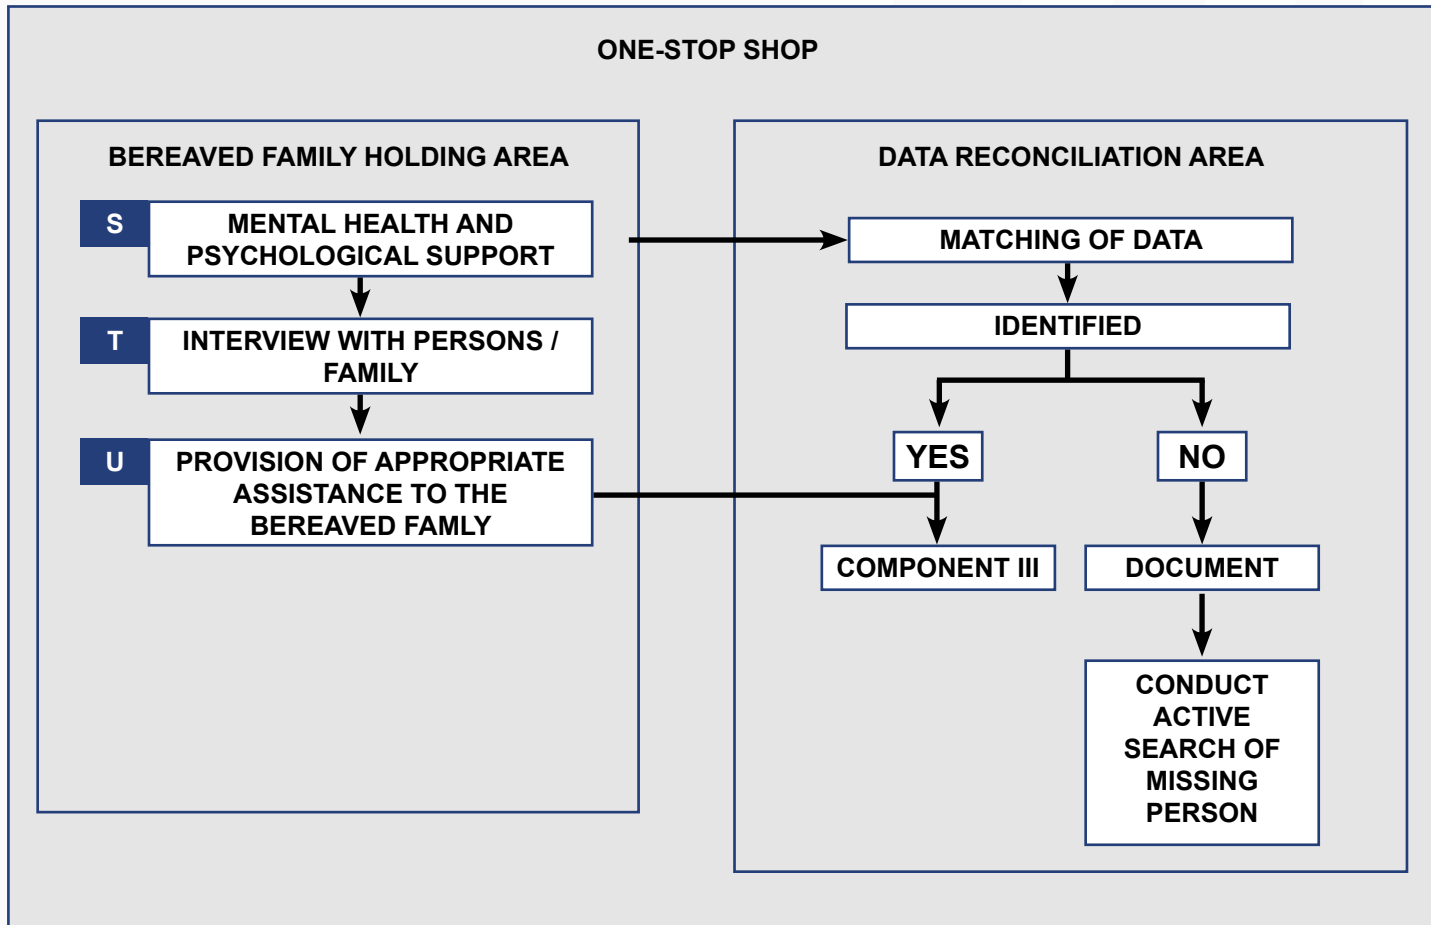 ONE-STOP SHOP
BEREAVED FAMILY HOLDING AREA
S
MENTAL HEALTH AND
PSYCHOLOGICAL SUPPORT
T
INTERVIEW WITH PERSONS /
FAMILY
U
PROVISION OF APPROPRIATE
ASSISTANCE TO THE
BEREAVED FAMLY
DATA RECONCILIATION AREA
MATCHING OF DATA
IDENTIFIED
YES
NO
COMPONENT III
DOCUMENT
CONDUCT
ACTIVE
SEARCH OF
MISSING
PERSON